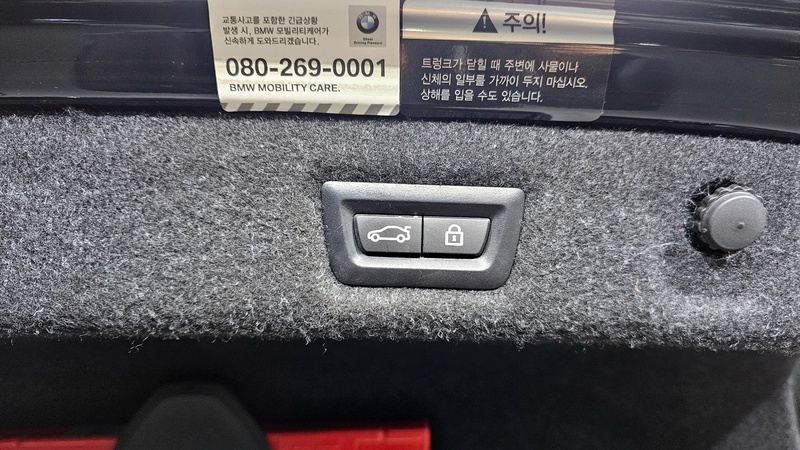 교통사고를 포함한 긴급상황
발생 시, BMW 모빌리티케어가
신속하게 도와드리겠습니다.
BMW
Sheer
Driving Pleasure
080-269-0001
BMW MOBILITY CARE.
주의!
트렁크가 닫힐 때 주변에 사물이나
신체의 일부를 가까이 두지 마십시오.
상해를 입을 수도 있습니다.